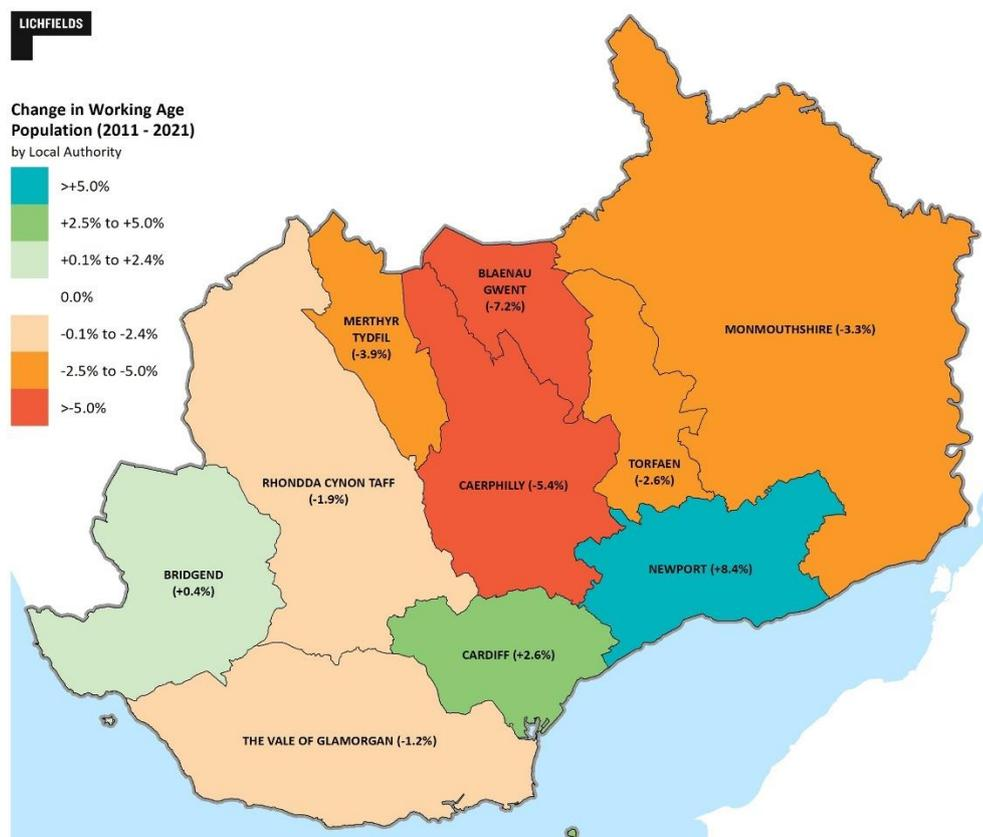 LICHFIELDS
Change in Working Age
Population (2011 - 2021)
by Local Authority
>+5.0%
+2.5% to +5.0%
+0.1% to +2.4%
0.0%
-0.1% to -2.4%
-2.5% to -5.0%
>-5.0%
BLAENAU
GWENT
(-7.2%)
MERTHYR
TYDFIL
(-3.9%)
MONMOUTHSHIRE (-3.3%)
TORFAEN
(-2.6%)
RHONDDA CYNON TAFF
(-1.9%)
CAERPHILLY (-5.4%)
BRIDGEND
(+0.4%)
NEWPORT (+8.4%)
CARDIFF (+2.6%)
THE VALE OF GLAMORGAN (-1.2%)